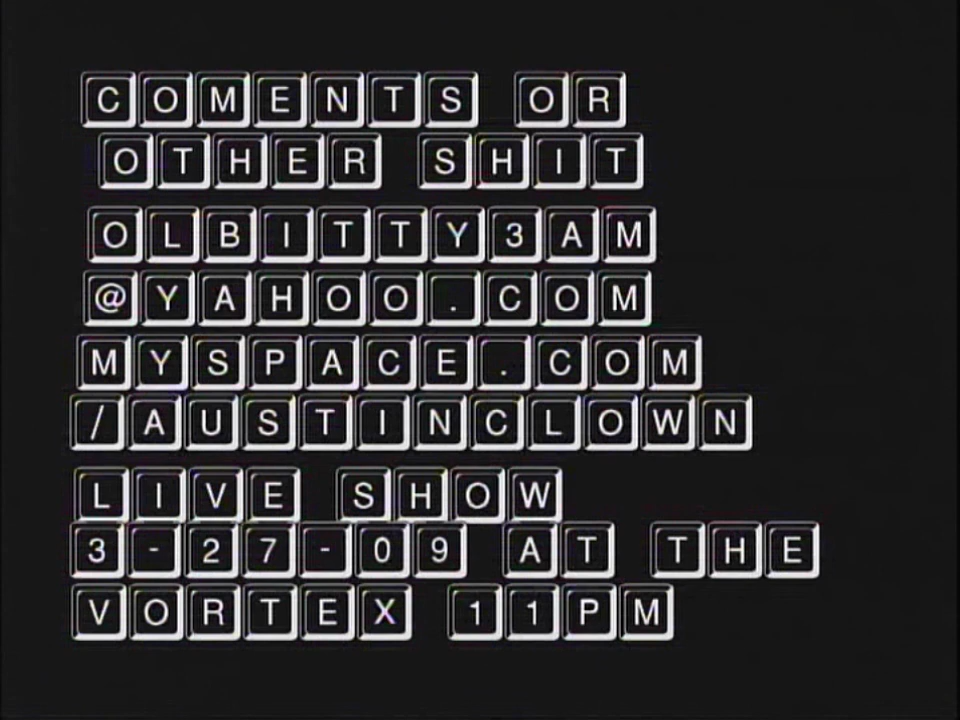 COMENTS OR
OTHER SHIT
OLBITTY3AM
@YAHOO.COM
MYSPACE.COM
/AUSTINCLOWN
LIVE SHOW
3-27-09 AT THE
VORTEX 11PM